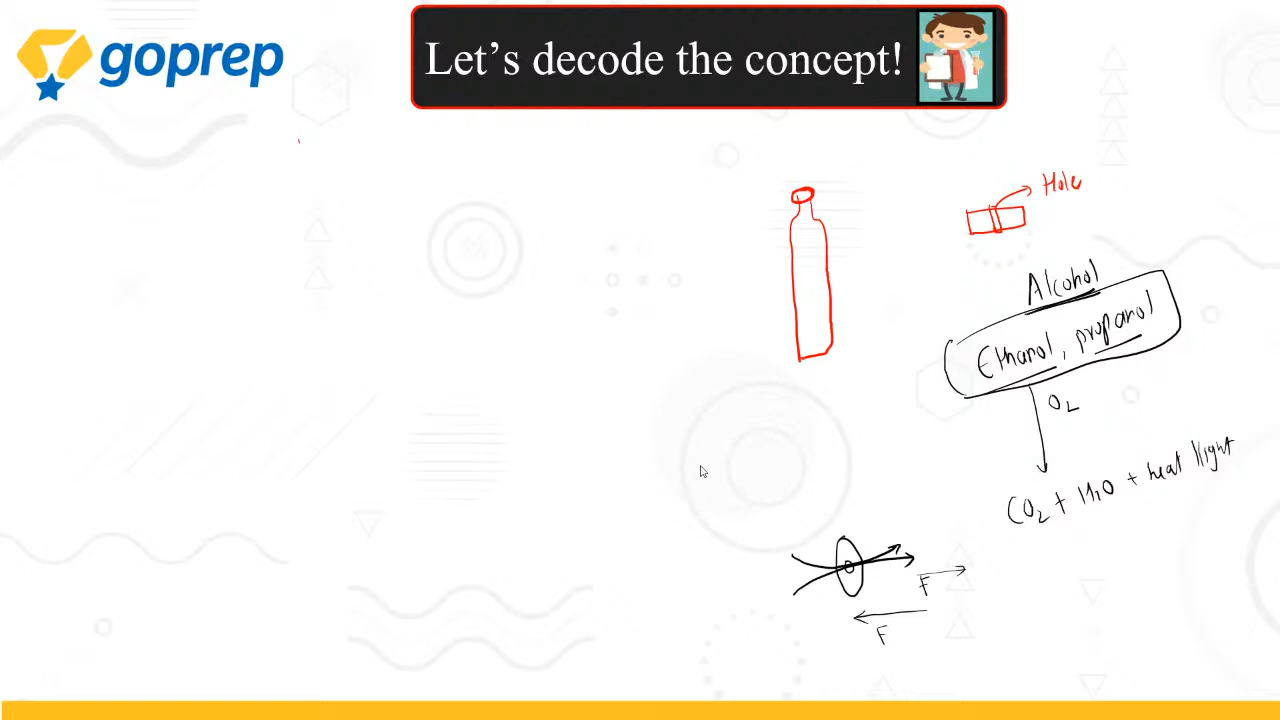 goprep
Let's decode the concept!
Hole
Alcohol
Ethanol, propanol
O2
CO2 + H2O + heat light
F
F